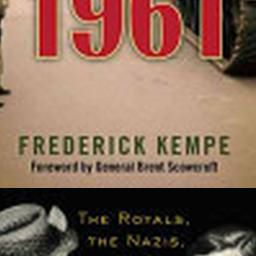 1961
FREDERICK KEMPE
Foreword by General Brent Scowcroft
THE ROYALS,
THE NAZIS,